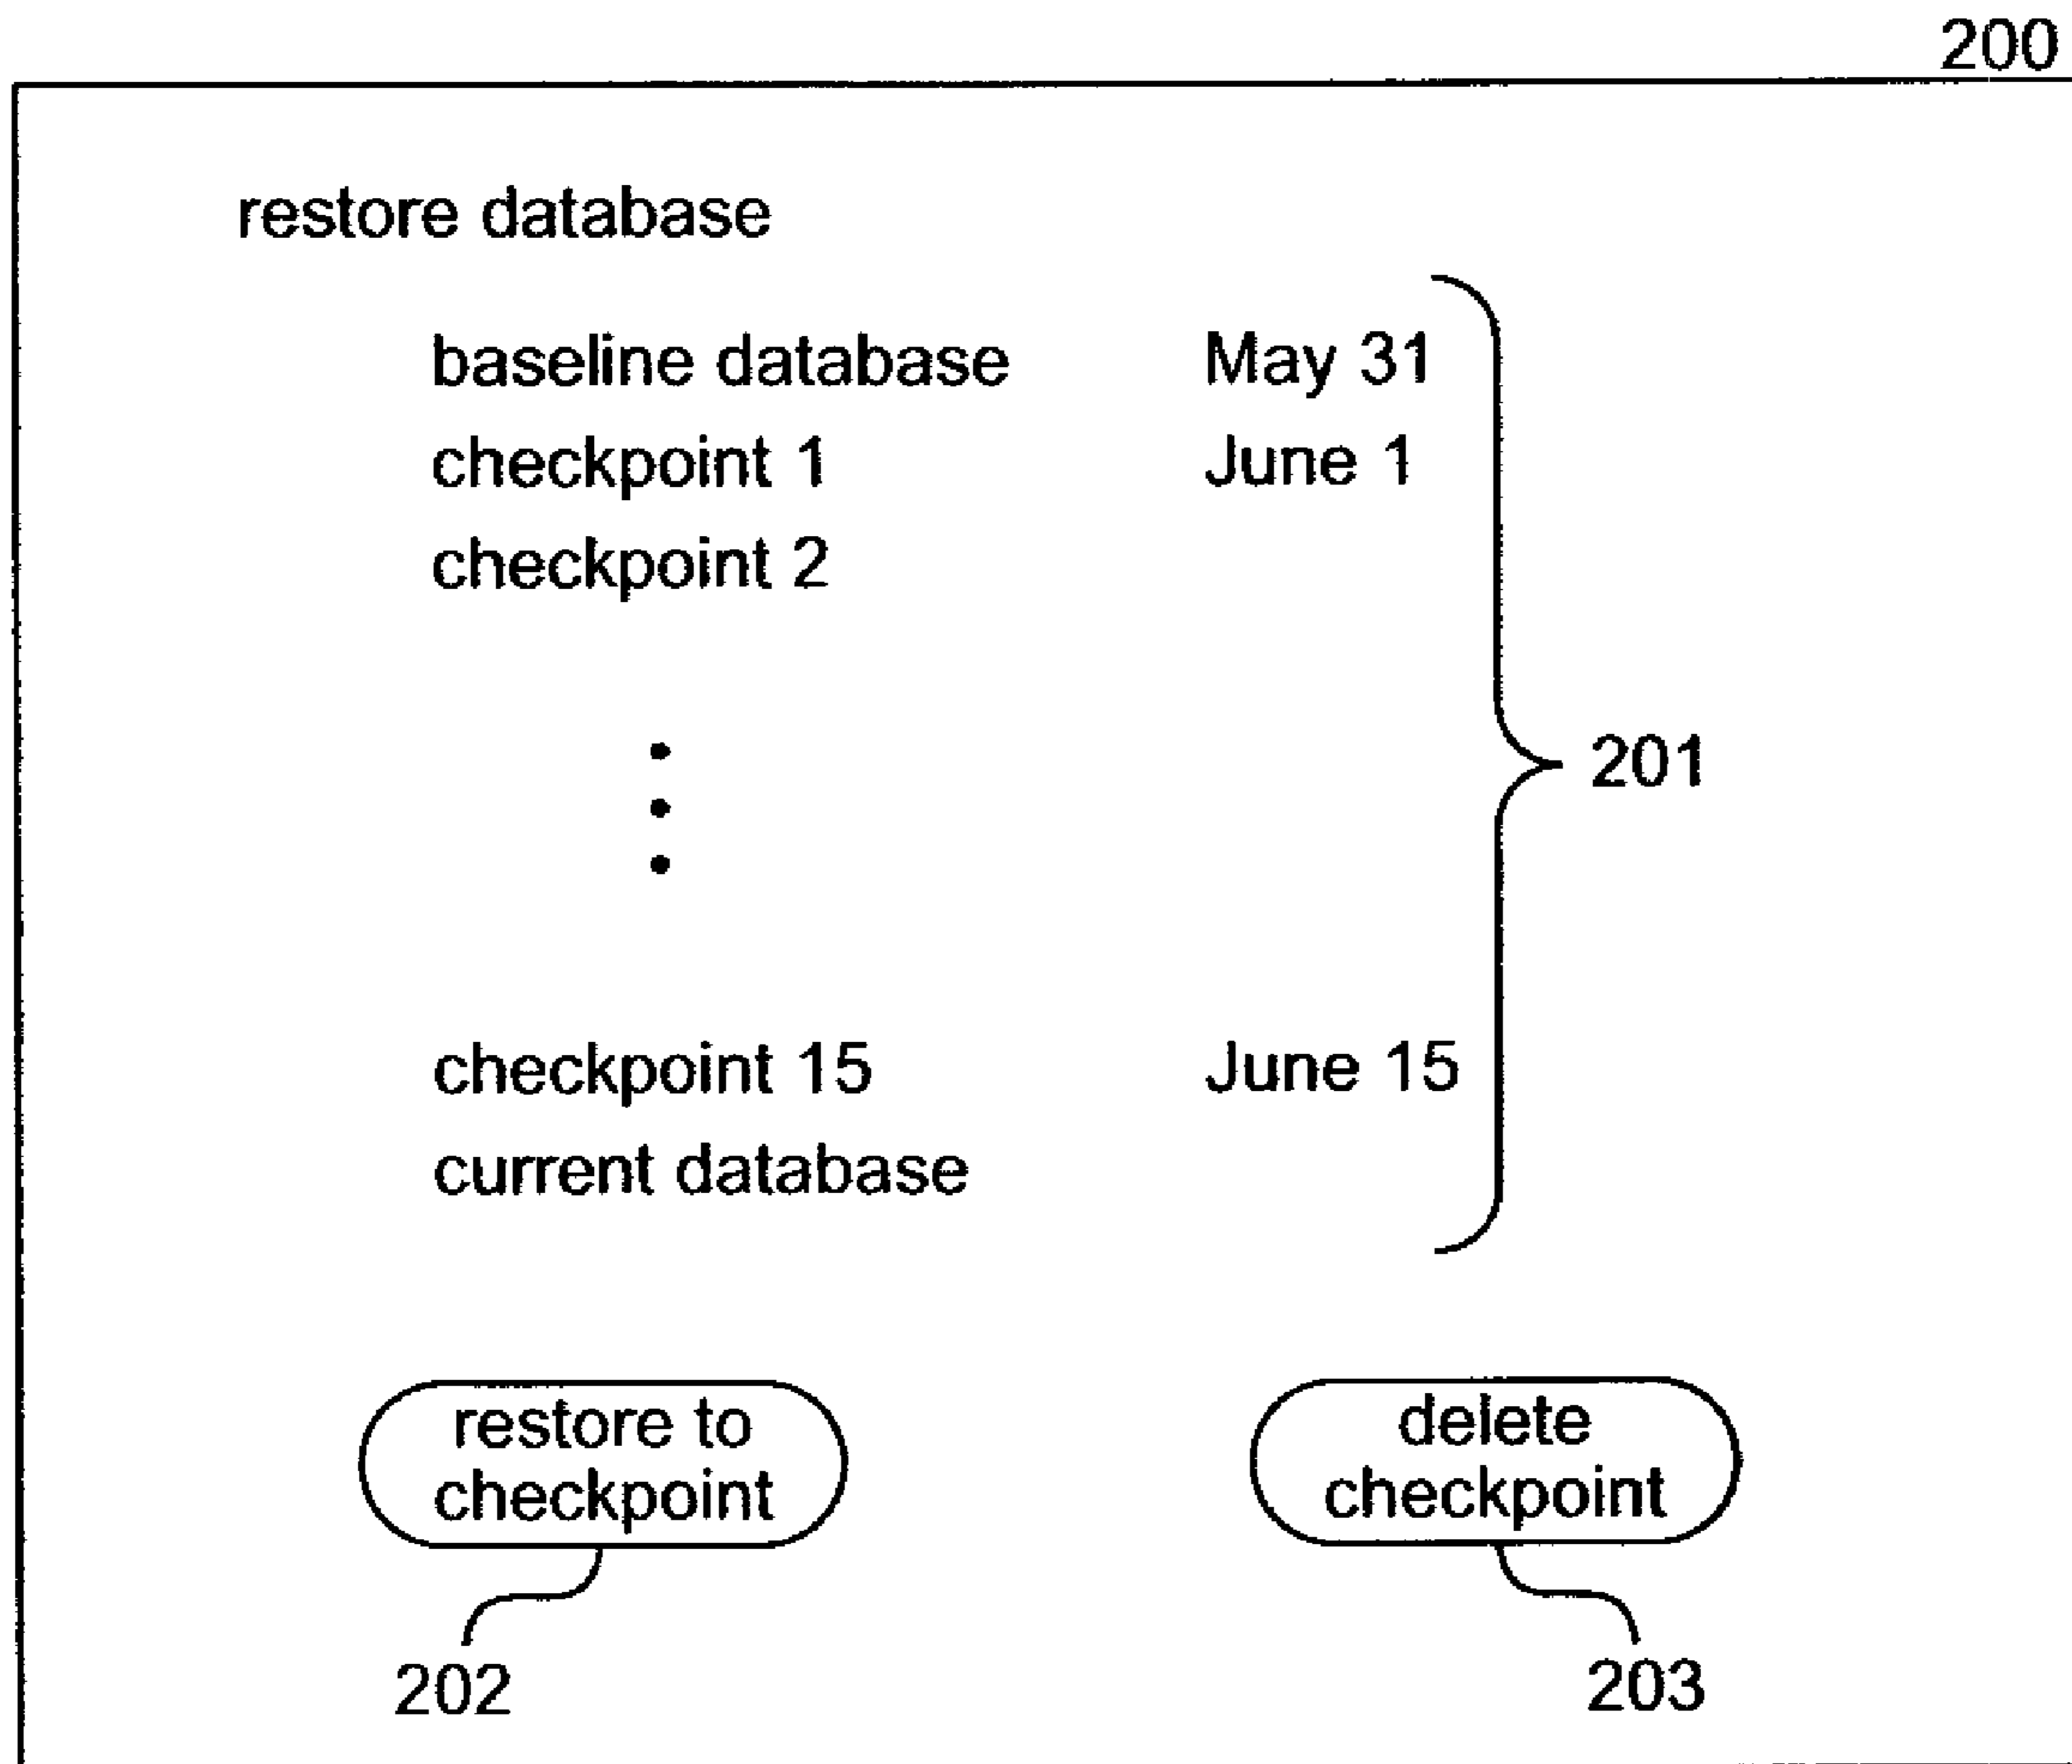 200
restore database
baseline database May 31
checkpoint 1 June 1
checkpoint 2
201
checkpoint 15 June 15
current database
restore to
checkpoint
delete
checkpoint
202
203